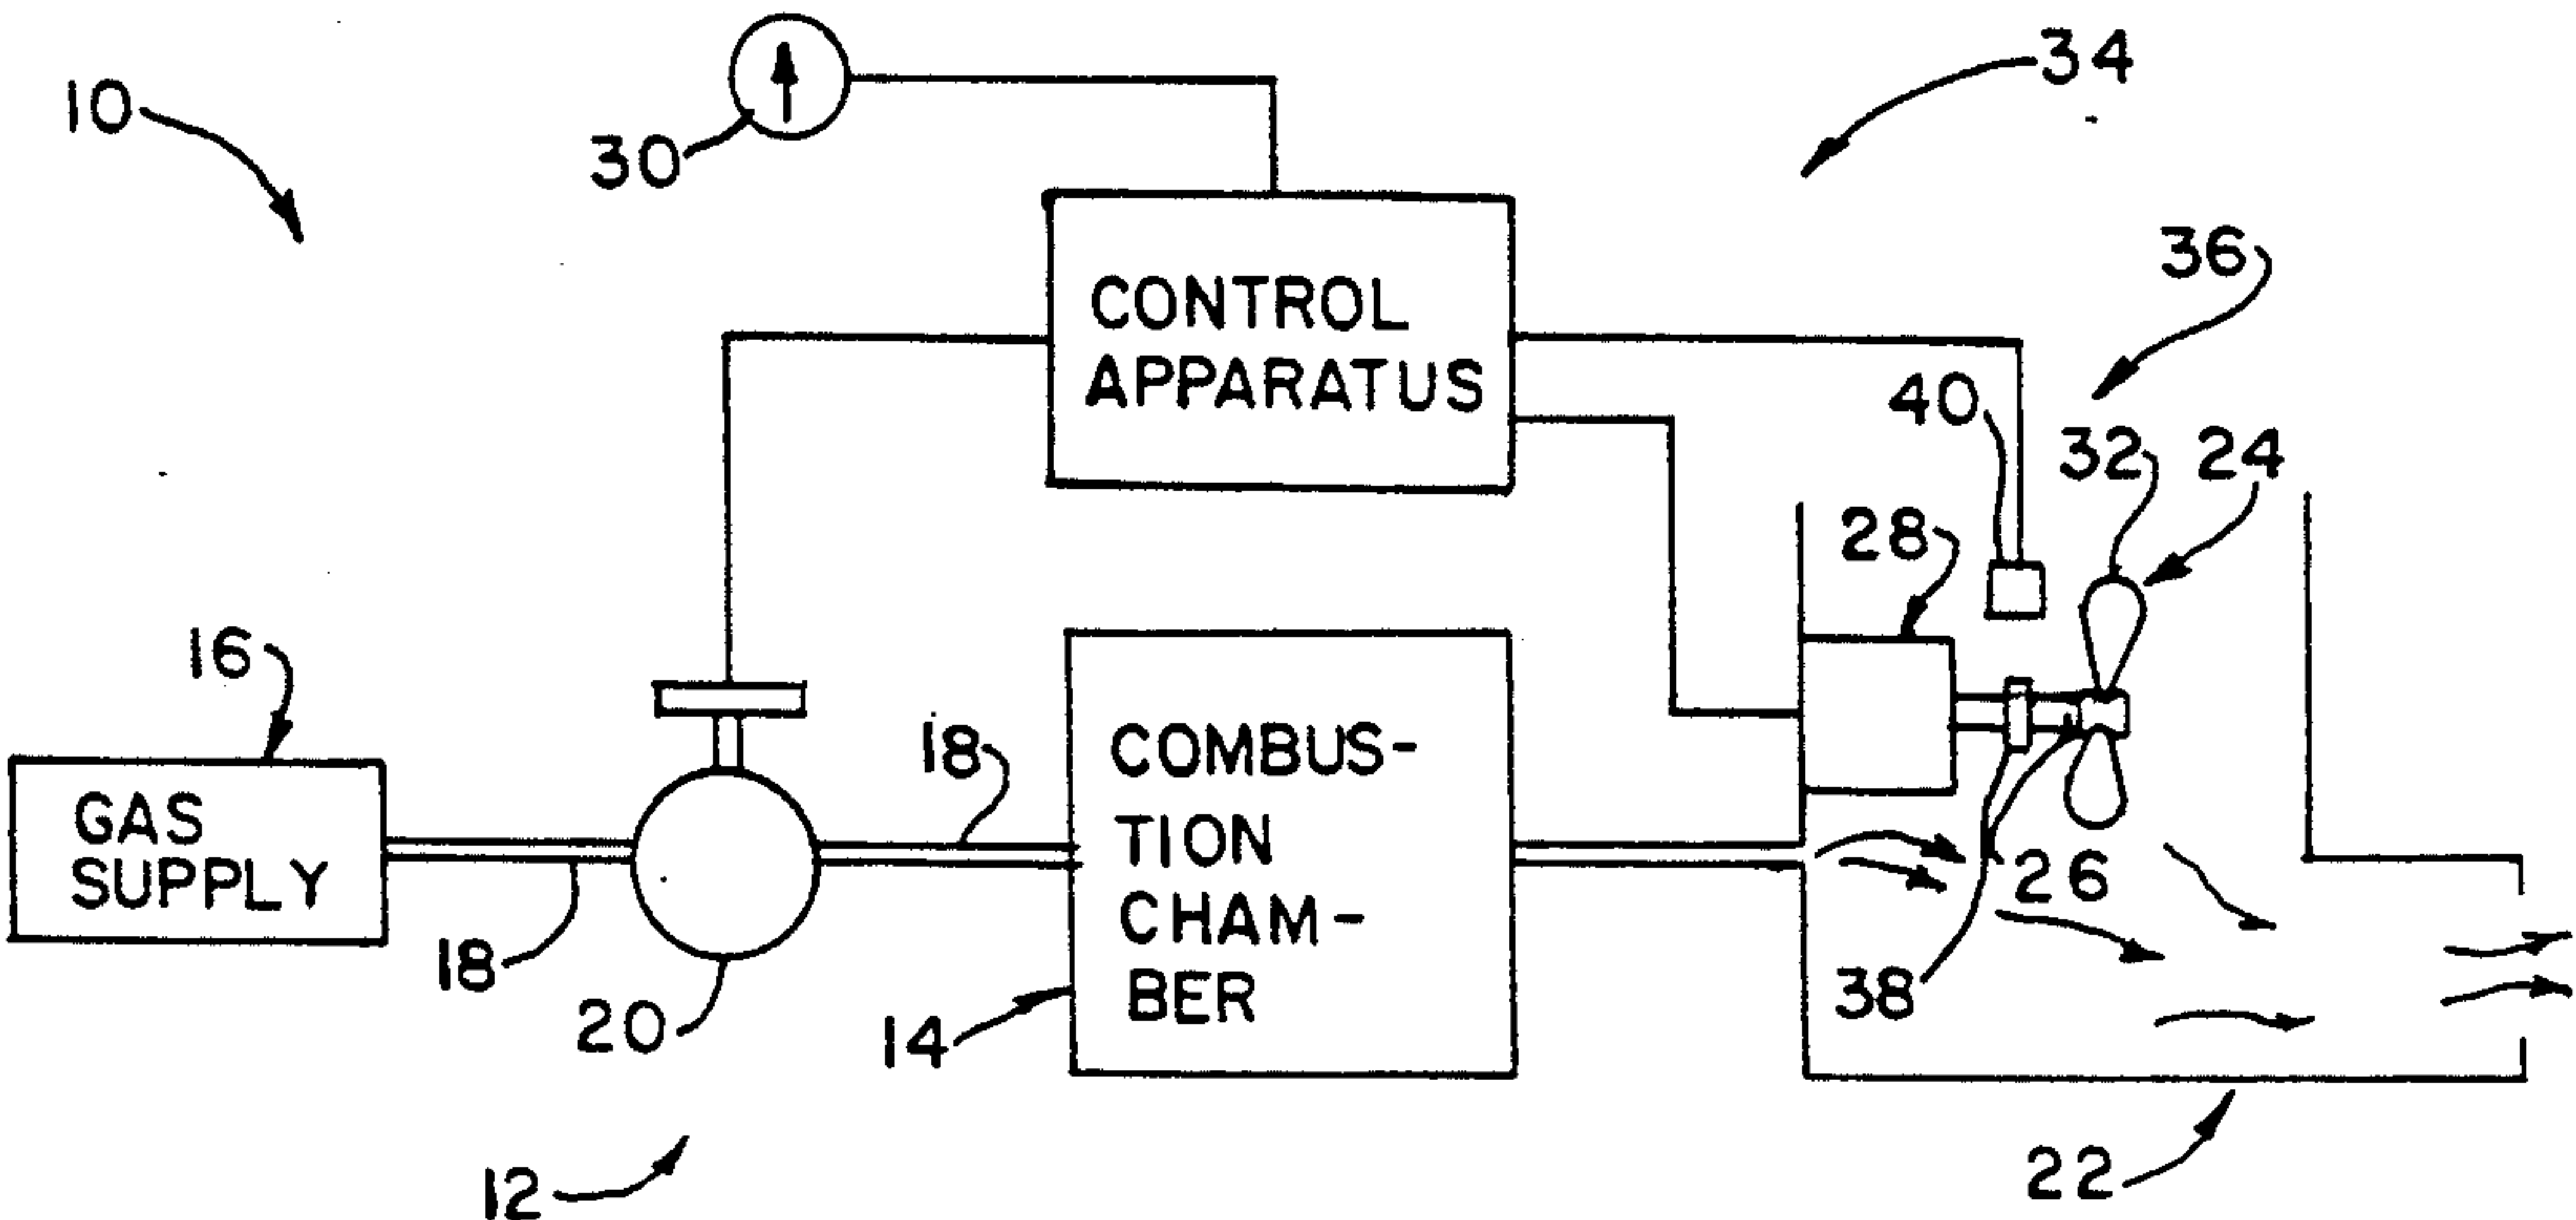 10
30
34
36
CONTROL
APPARATUS
40
32
24
28
16
GAS
SUPPLY
18
18
20
COMBUS-
TION
CHAM-
BER
14
26
38
12
22